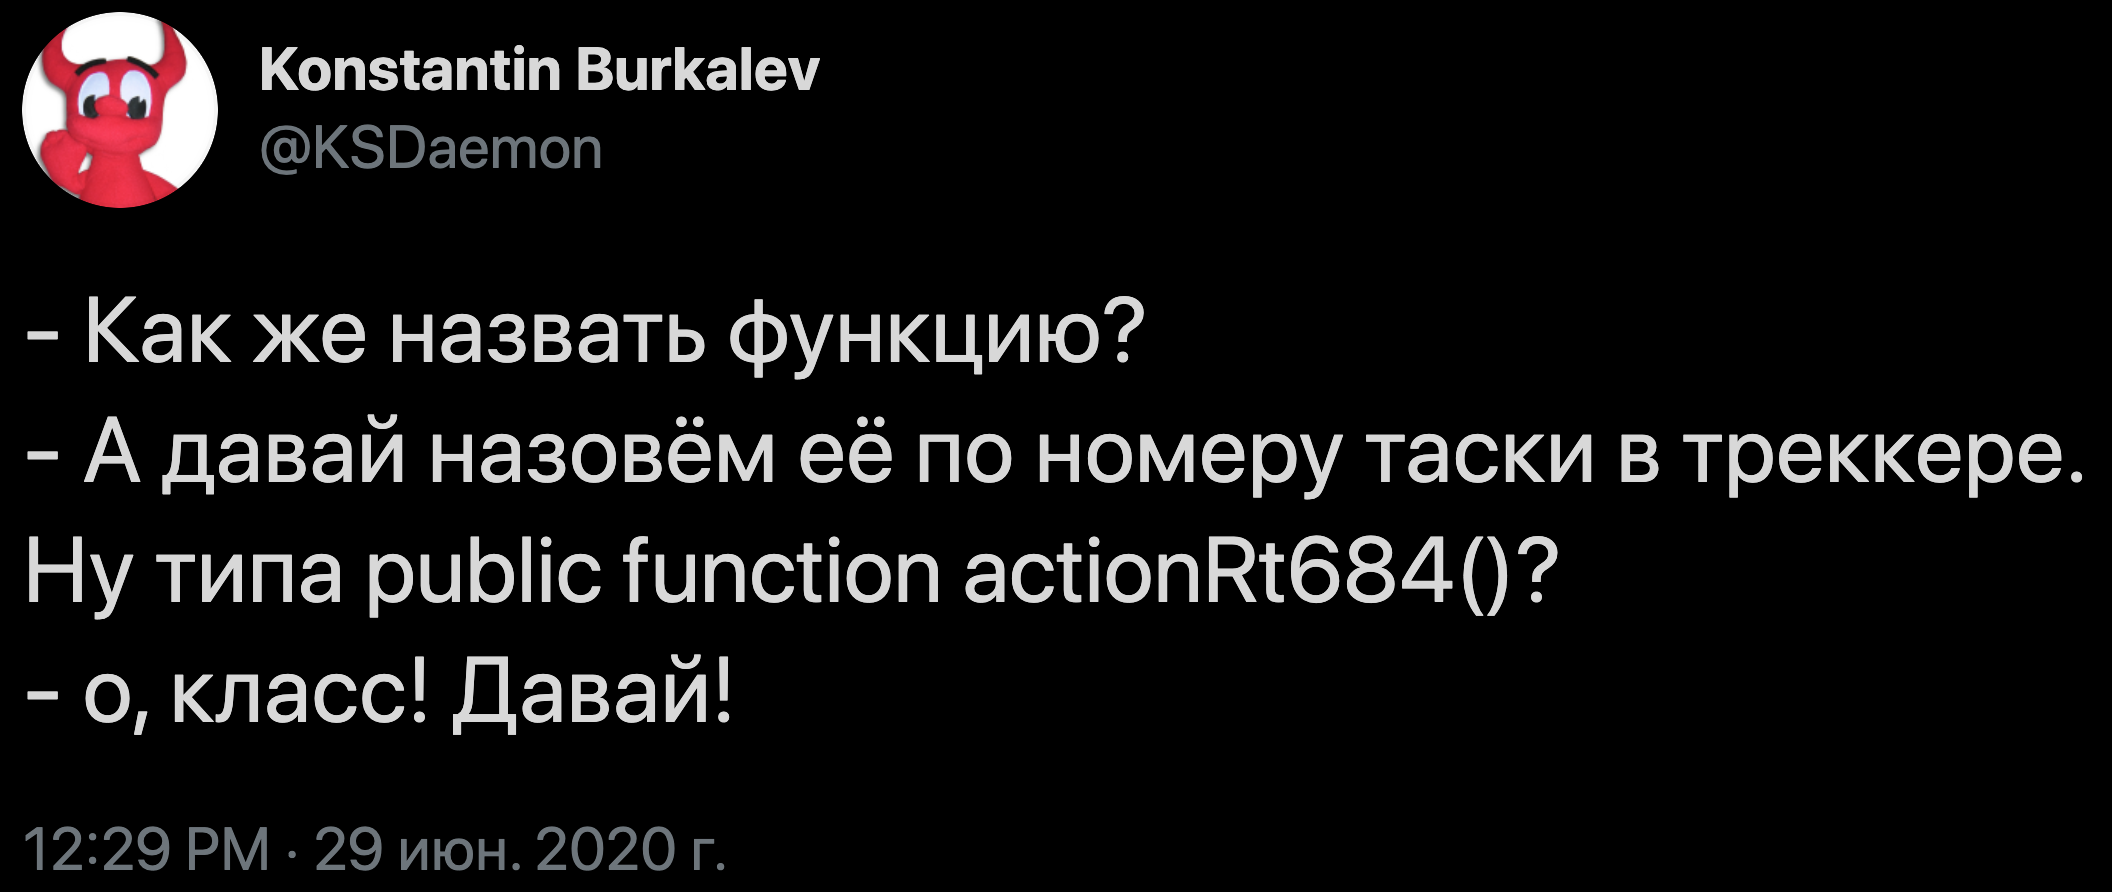 Konstantin Burkalev
@KSDaemon
- Как же назвать функцию?
- А давай назовём её по номеру таски в треккере.
Ну типа public function actionRt684()?
- о, класс! Давай!
12:29 PM · 29 июн. 2020 г.